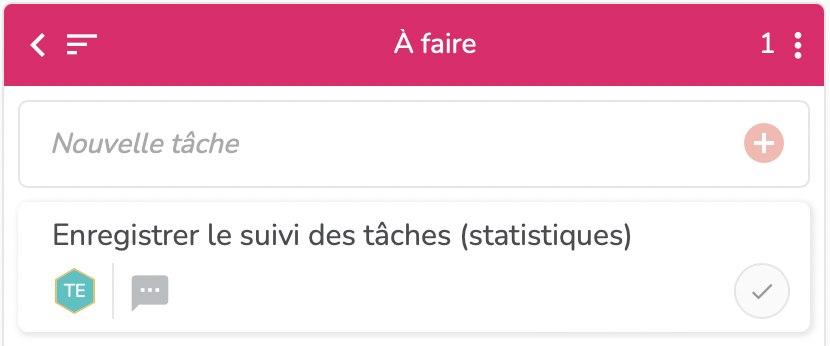 À faire 1
Nouvelle tâche
Enregistrer le suivi des tâches (statistiques)
TE